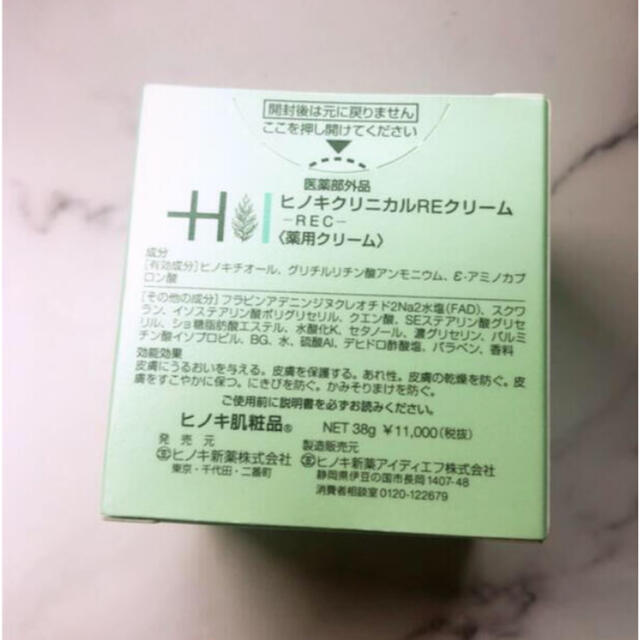 開封後は元に戻りません
ここを押し開けてください
医薬部外品
ヒノキクリニカルREクリーム
-REC-
〈薬用クリーム〉
成分
[有効成分]ヒノキチオール、グリチルリチン酸アンモニウム、ε-アミノカプ
ロン酸
[その他の成分]フラビンアデニンジヌクレオチド2Na2水塩(FAD)、スクワ
ラン、イソステアリン酸ポリグリセリル、クエン酸、SEステアリン酸グリセ
リル、ショ糖脂肪酸エステル、水酸化K、セタノール、濃グリセリン、パルミ
チン酸イソプロピル、BG、水、硫酸Al、デヒドロ酢酸塩、パラベン、香料
効能効果
皮膚にうるおいを与える。皮膚を保護する。あれ性。皮膚の乾燥を防ぐ。皮
膚をすこやかに保つ。にきびを防ぐ。かみそりまけを防ぐ。
ご使用前に説明書を必ずお読みください。
ヒノキ肌粧品® NET 38g ¥11,000(税抜)
発売元 製造販売元
ヒノキ新薬株式会社 ヒノキ新薬アイディエフ株式会社
東京・千代田・二番町 静岡県伊豆の国市長岡1407-48
消費者相談室0120-122679